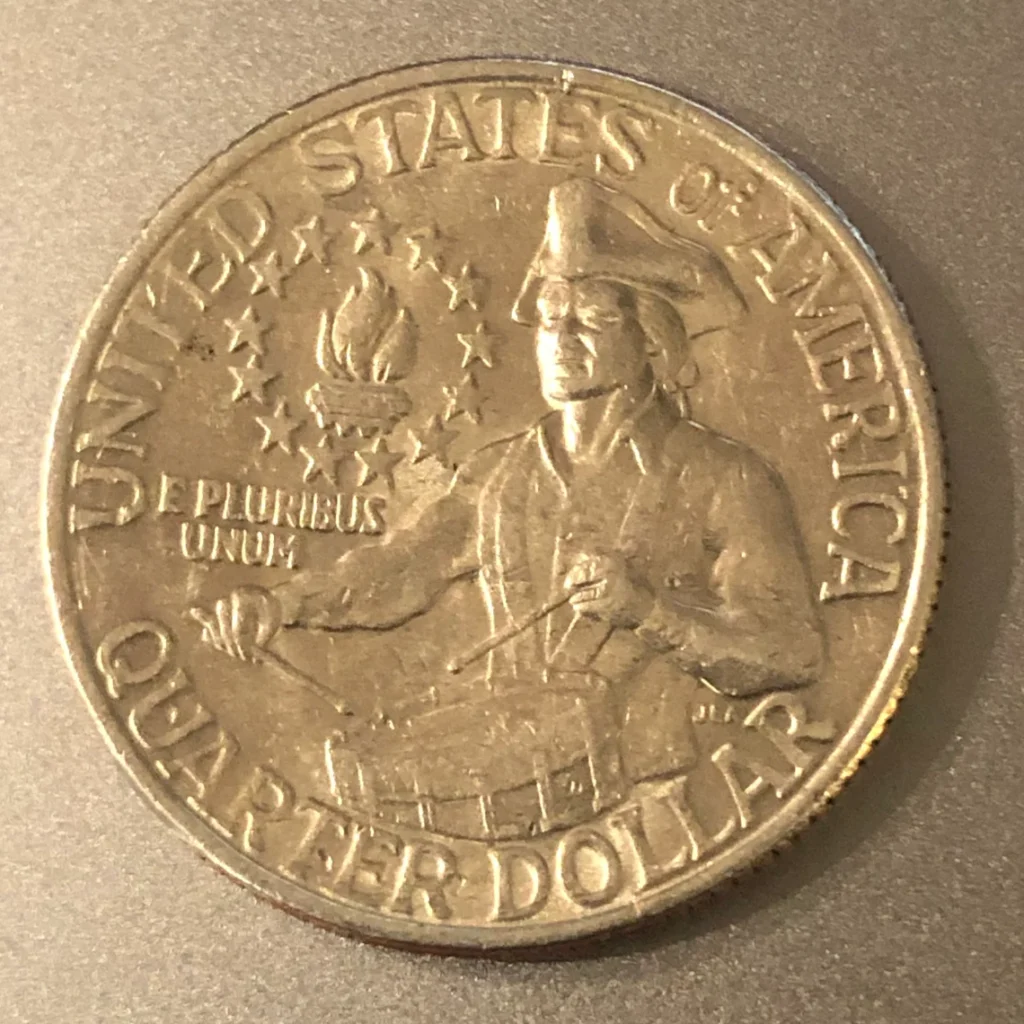 UNITED STATES OF AMERICA
E PLURIBUS
UNUM
QUARTER DOLLAR